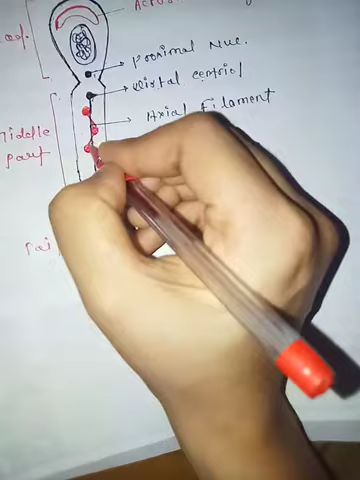 Proximal Nuc.
Distal centriol
Axial Filament
Middle
part